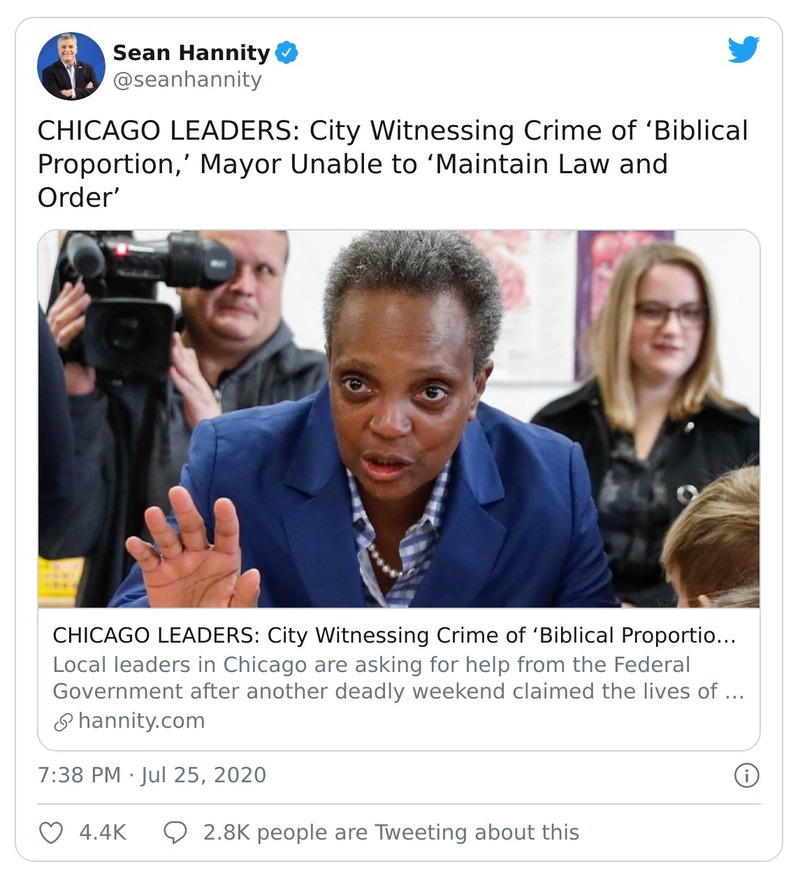 Sean Hannity
@seanhannity
CHICAGO LEADERS: City Witnessing Crime of ‘Biblical
Proportion,’ Mayor Unable to ‘Maintain Law and
Order’
CHICAGO LEADERS: City Witnessing Crime of ‘Biblical Proportio…
Local leaders in Chicago are asking for help from the Federal
Government after another deadly weekend claimed the lives of …
hannity.com
7:38 PM · Jul 25, 2020
4.4K 2.8K people are Tweeting about this